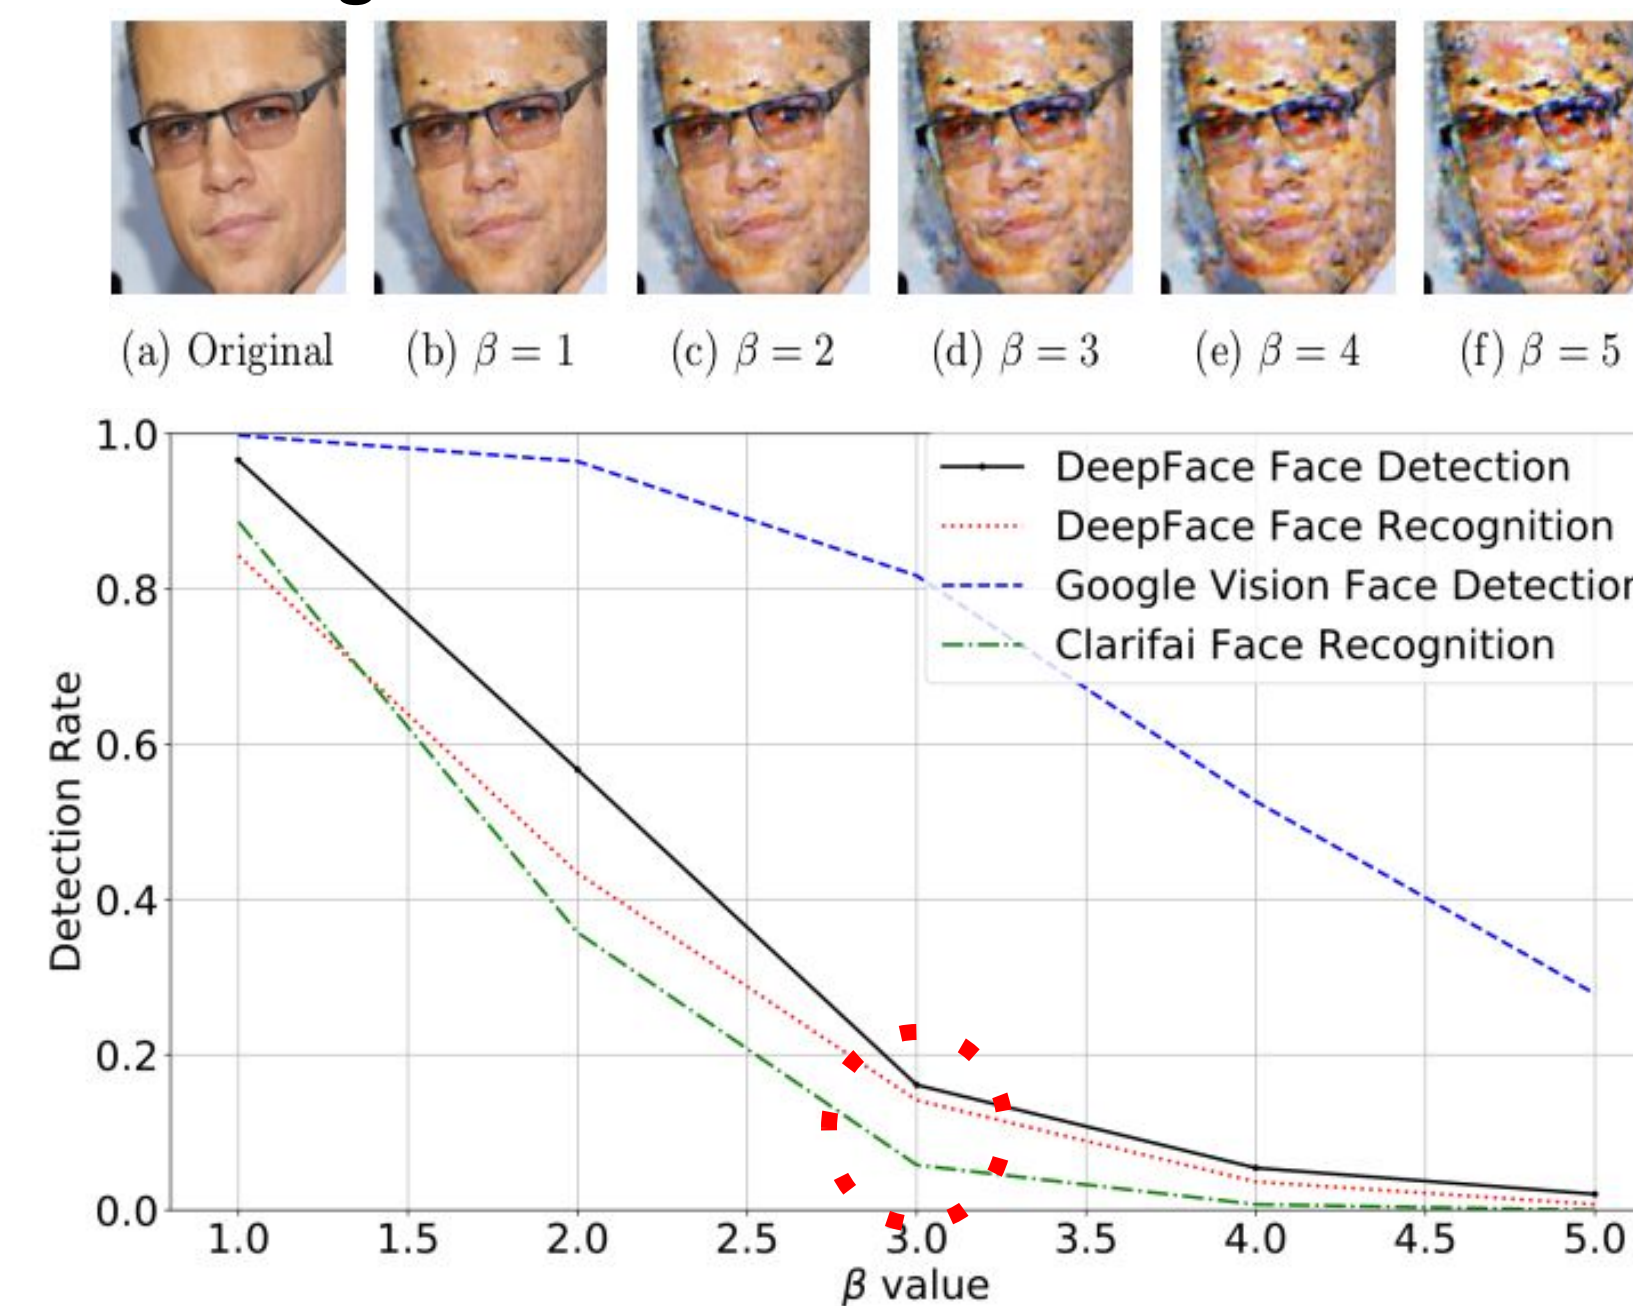 (a) Original (b) β = 1 (c) β = 2 (d) β = 3 (e) β = 4 (f) β = 5
1.0
0.8
0.6
0.4
0.2
0.0
Detection Rate
DeepFace Face Detection
DeepFace Face Recognition
Google Vision Face Detection
Clarifai Face Recognition
1.0 1.5 2.0 2.5 3.0 3.5 4.0 4.5 5.0
β value